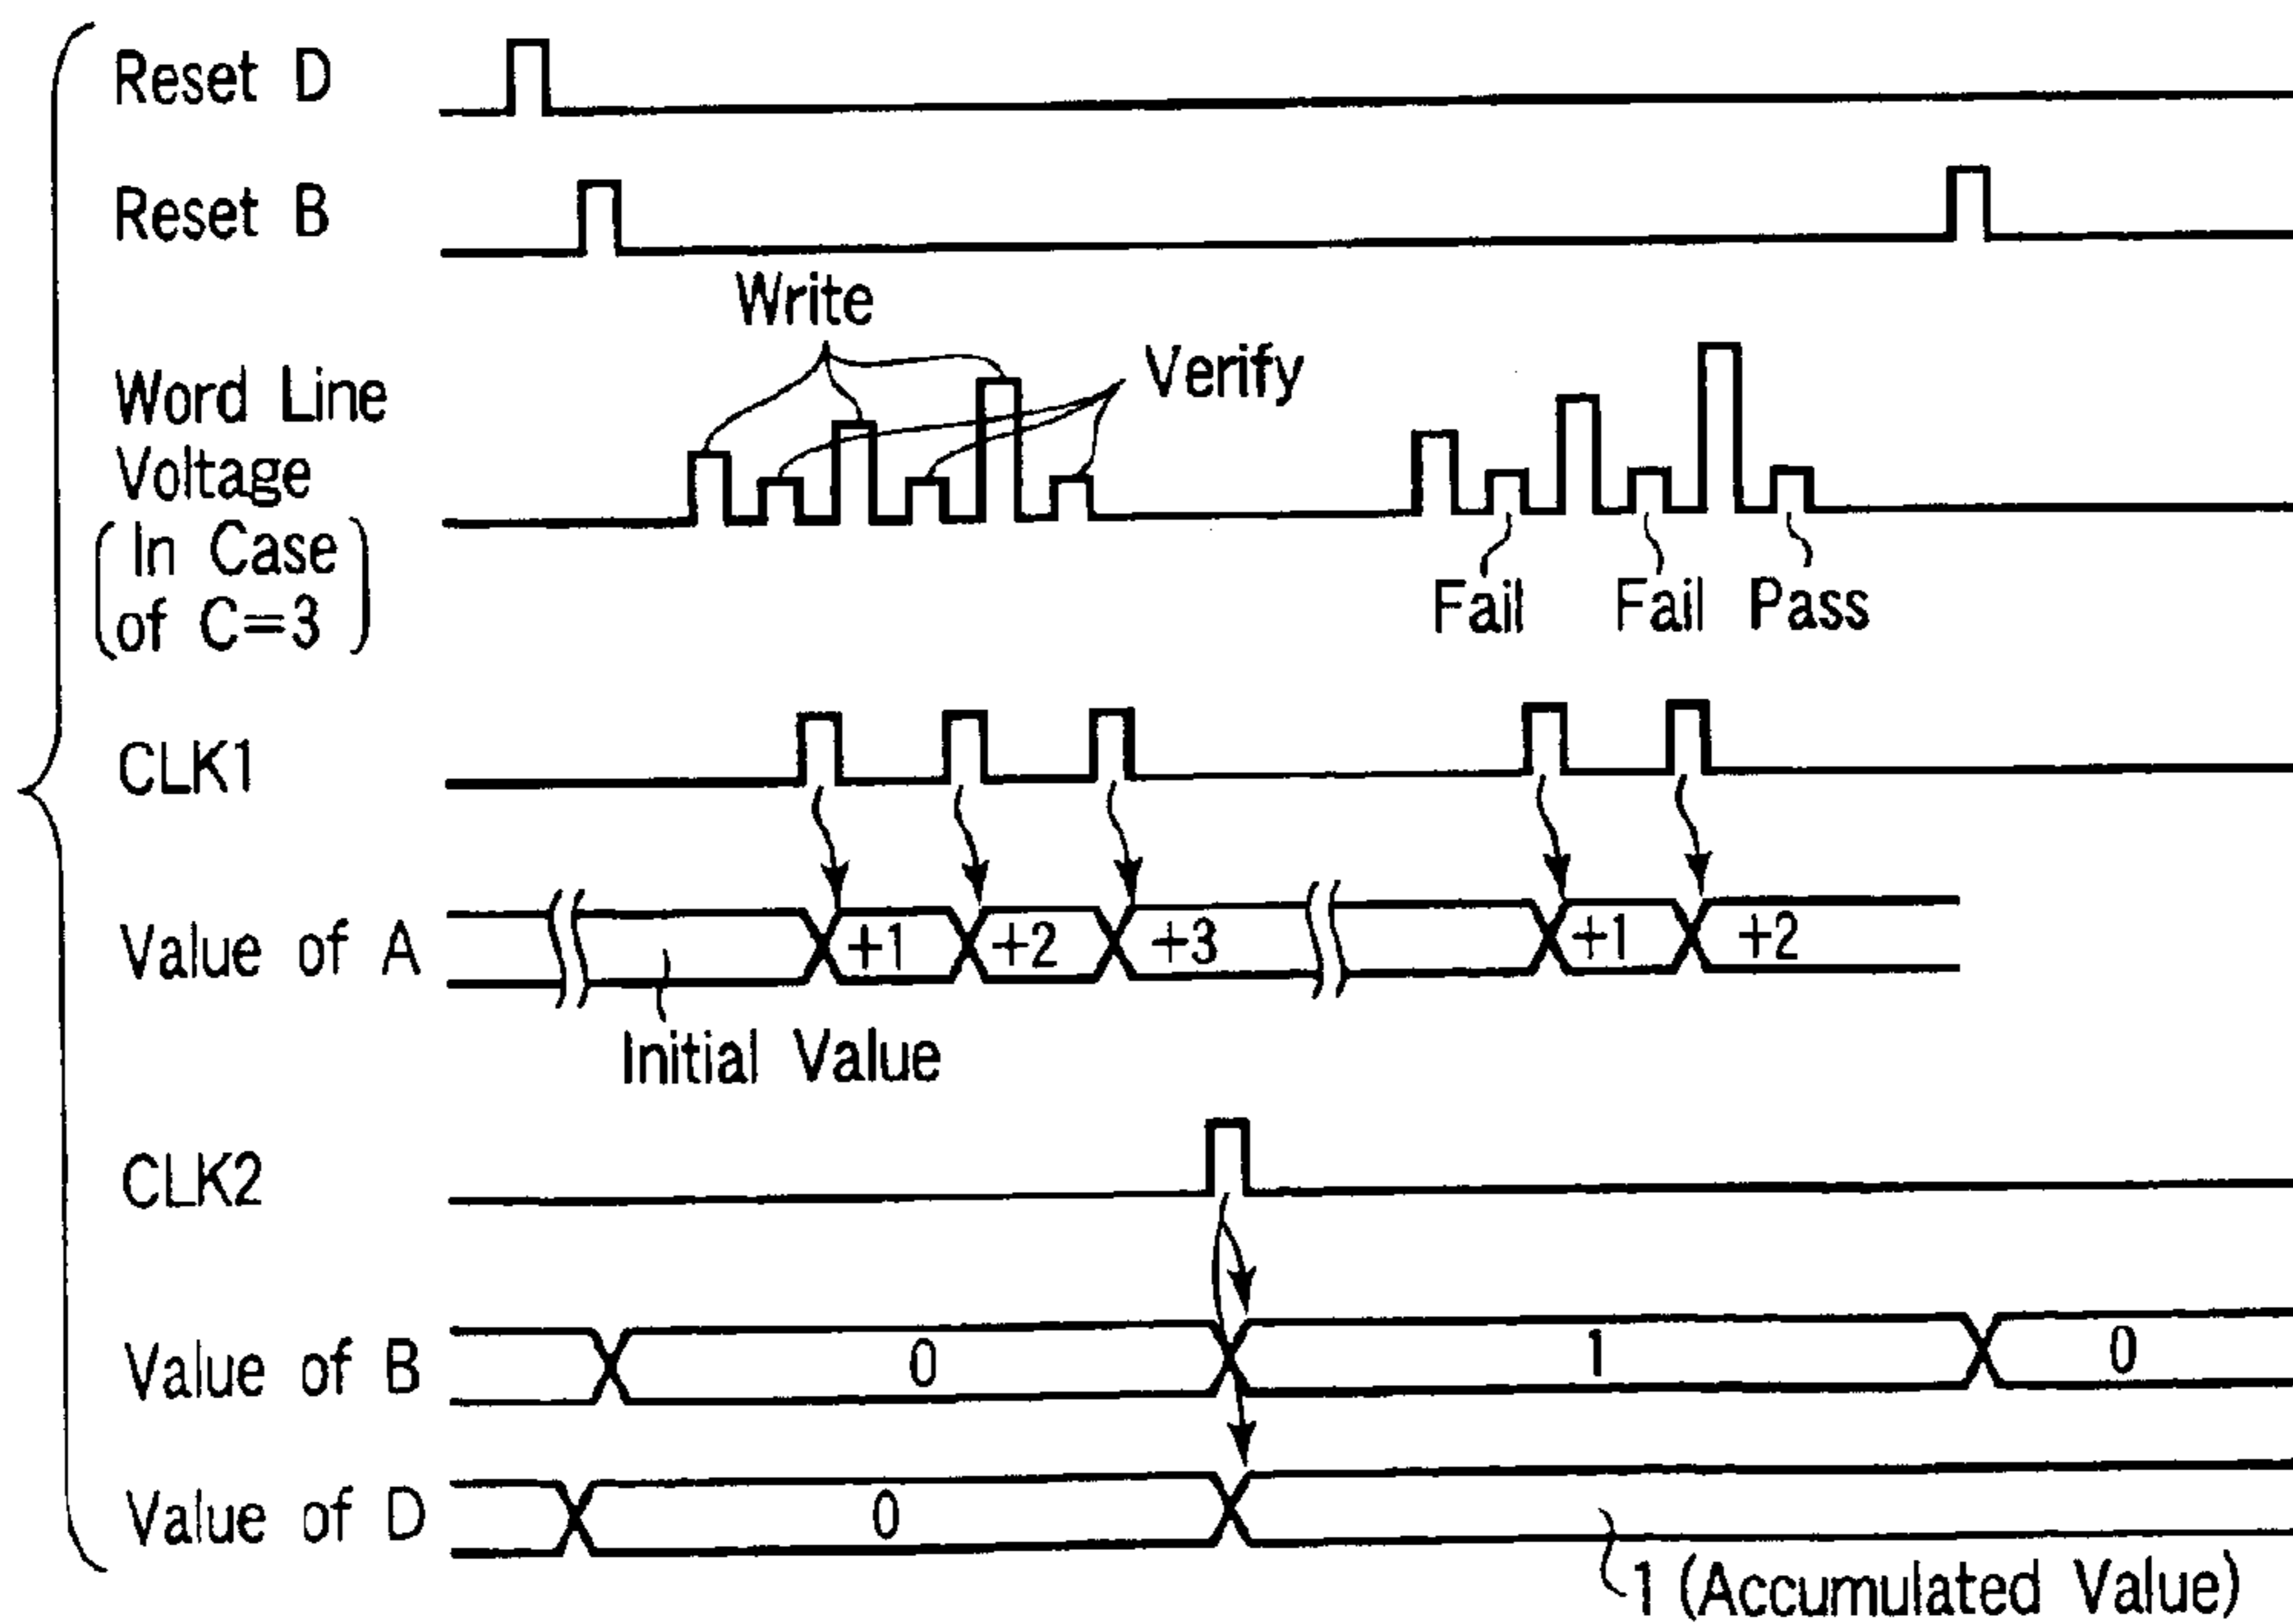 Reset D
Reset B
Write
Verify
Word Line
Voltage
(In Case
of C=3)
Fail Fail Pass
CLK1
Value of A
+1 +2 +3 +1 +2
Initial Value
CLK2
Value of B 0 1 0
Value of D 0
1 (Accumulated Value)